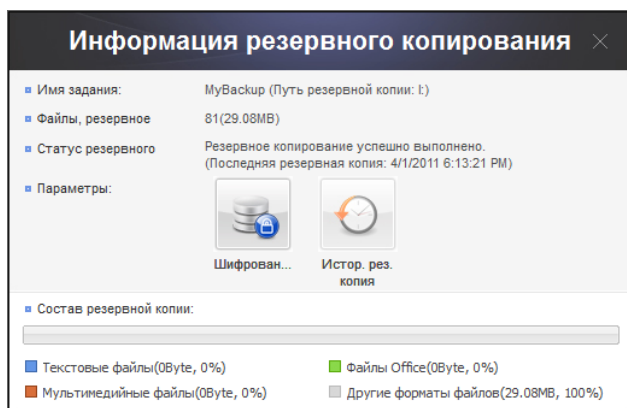 Информация резервного копирования
Имя задания: MyBackup (Путь резервной копии: I:)
Файлы, резервное 81(29.08MB)
Статус резервного Резервное копирование успешно выполнено.
(Последняя резервная копия: 4/1/2011 6:13:21 PM)
Параметры:
Шифрован... Истор. рез.
копия
Состав резервной копии:
Текстовые файлы(0Byte, 0%) Файлы Office(0Byte, 0%)
Мультимедийные файлы(0Byte, 0%) Другие форматы файлов(29.08MB, 100%)